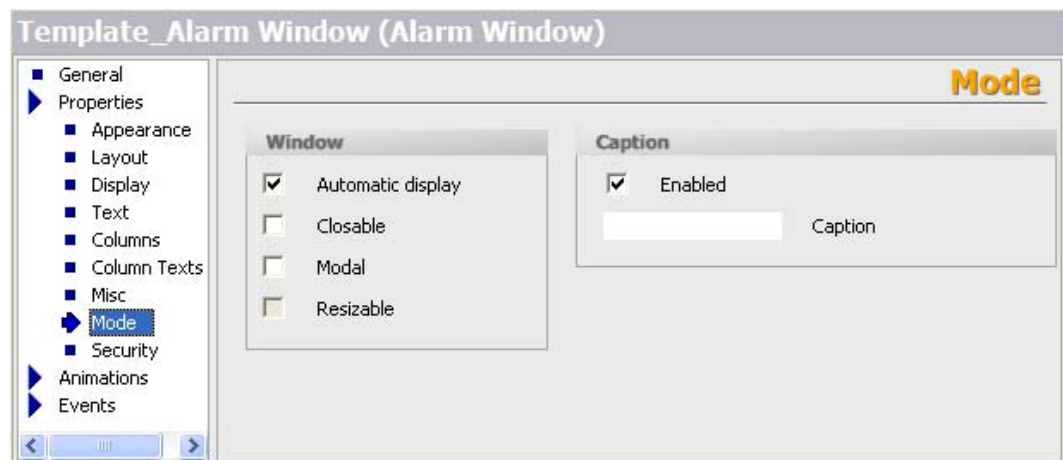 Template_Alarm Window (Alarm Window)
General
Properties
Appearance
Layout
Display
Text
Columns
Column Texts
Misc
Mode
Security
Animations
Events
Mode
Window
Automatic display
Closable
Modal
Resizable
Caption
Enabled
Caption